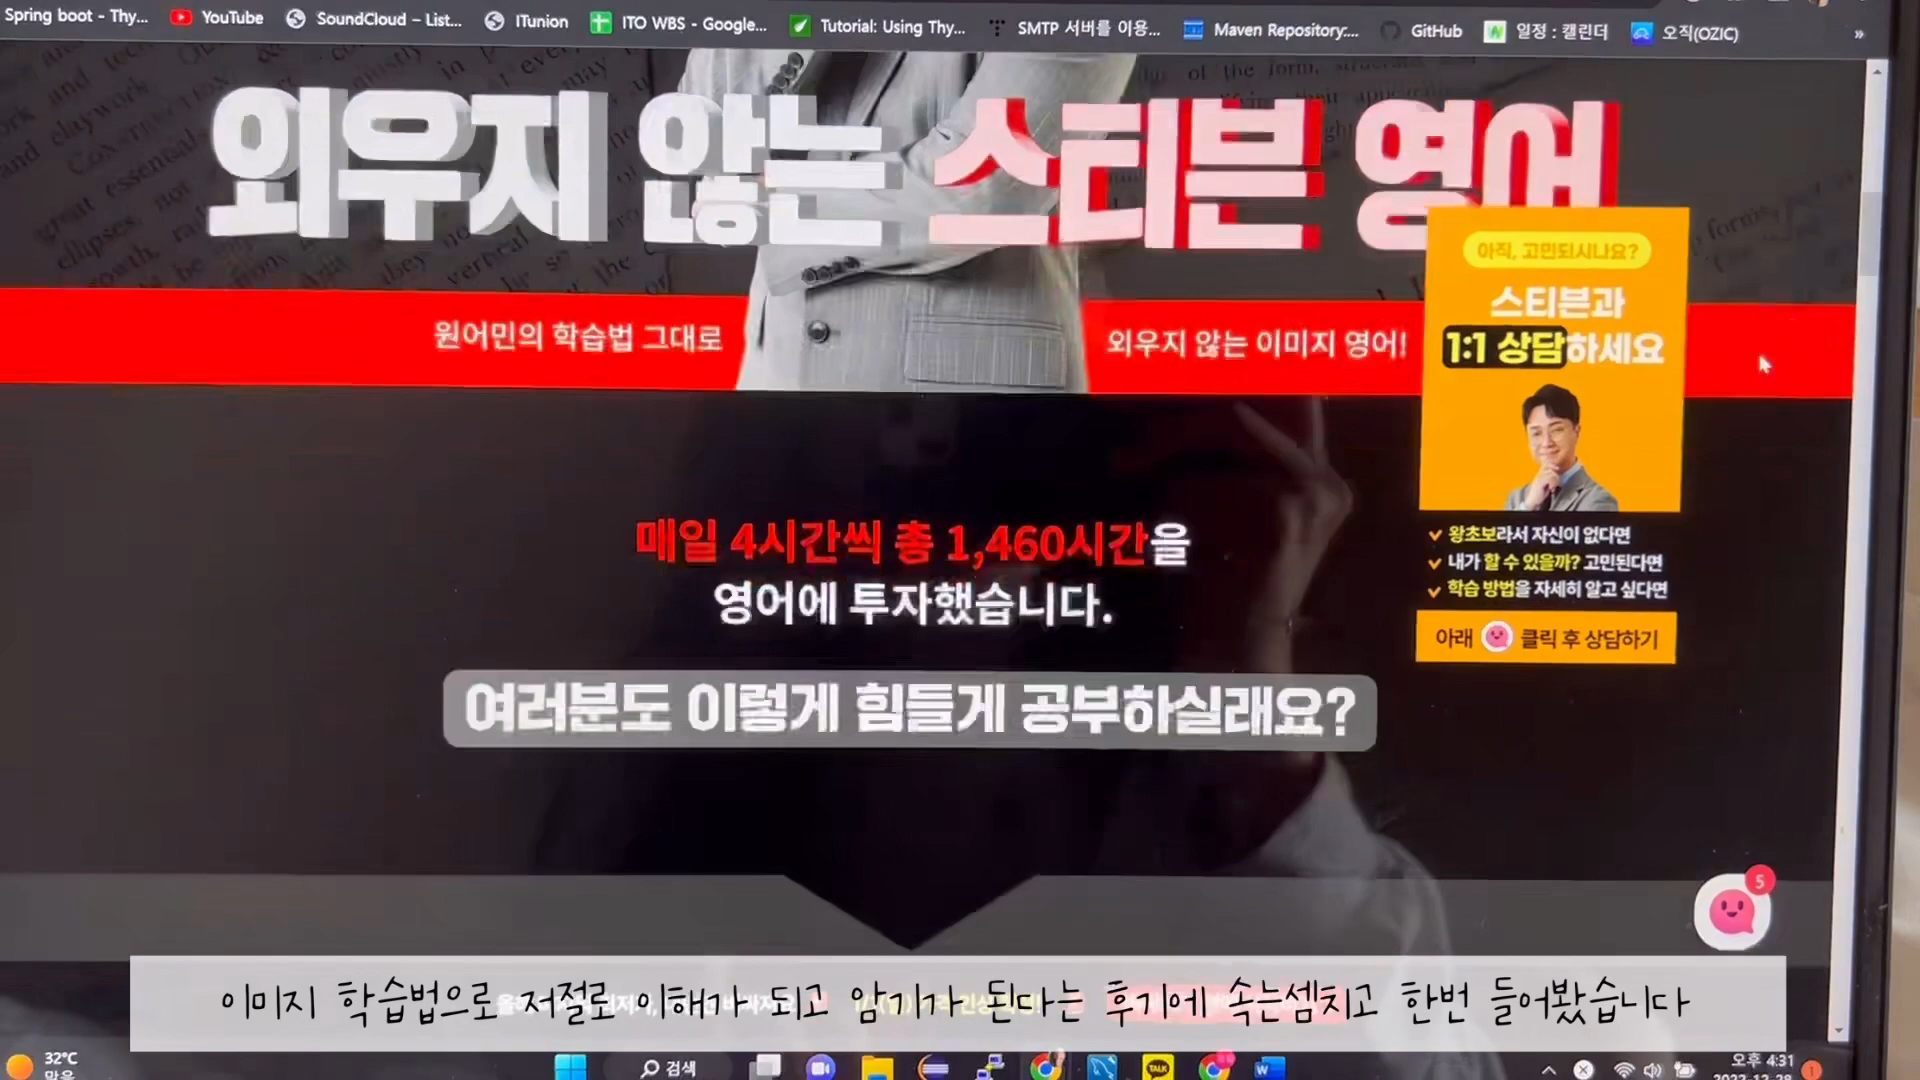 Spring boot - Thy... YouTube SoundCloud – List... ITunion ITO WBS - Google... Tutorial: Using Thy... SMTP 서버를 이용... Maven Repository:... GitHub 일정 : 캘린더 오직(OZIC) »
외우지 않는 스티븐 영어
원어민의 학습법 그대로
외우지 않는 이미지 영어!
아직, 고민되시나요?
스티븐과
1:1 상담하세요
왕초보라서 자신이 없다면
내가 할 수 있을까? 고민된다면
학습 방법을 자세히 알고 싶다면
아래 클릭 후 상담하기
매일 4시간씩 총 1,460시간을
영어에 투자했습니다.
여러분도 이렇게 힘들게 공부하실래요?
5
이미지 학습법으로 저절로 이해가 되고 암기가 된다는 후기에 속는셈치고 한번 들어봤습니다
32°C
맑음
검색
TALK
오후 4:31
1